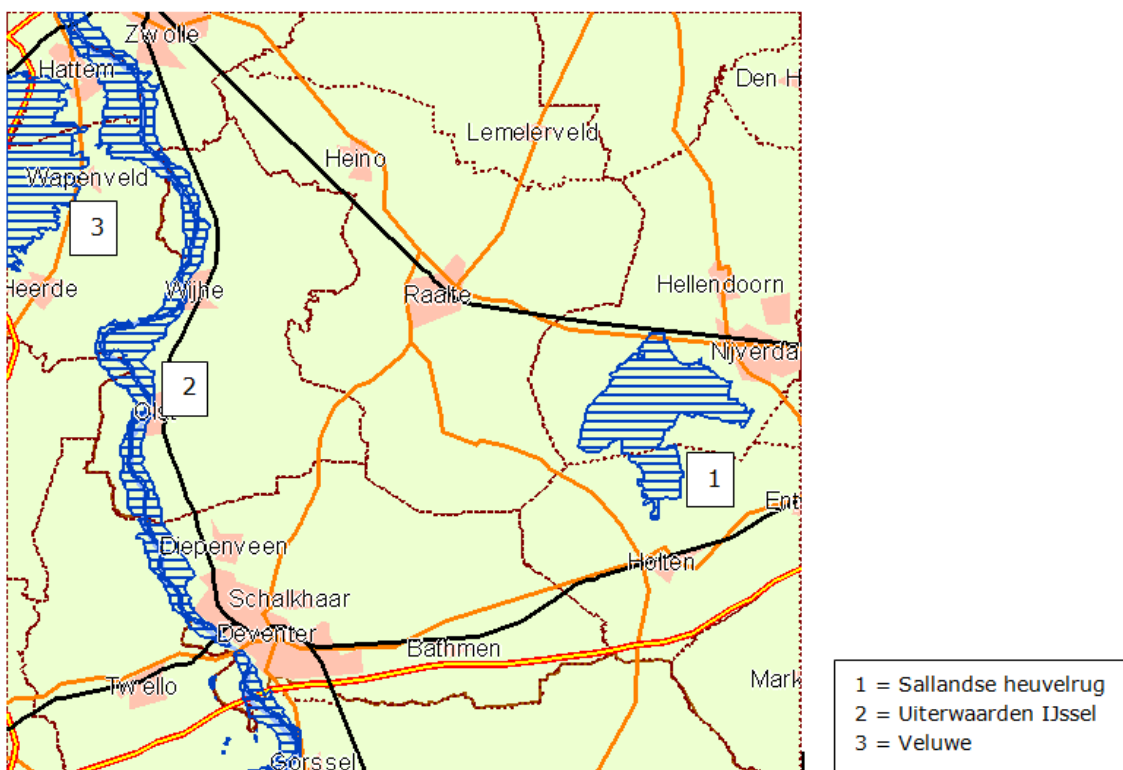 Zwolle
Hattem
Den H
Lemelerveld
Heino
Wapenveld
3
Heerde
Wijhe
Raalte
Hellendoorn
Nijverda
2
Olst
1
Ent
Diepenveen
Holten
Schalkhaar
Deventer
Bathmen
Twello
Mark
Gorssel
1 = Sallandse heuvelrug
2 = Uiterwaarden IJssel
3 = Veluwe